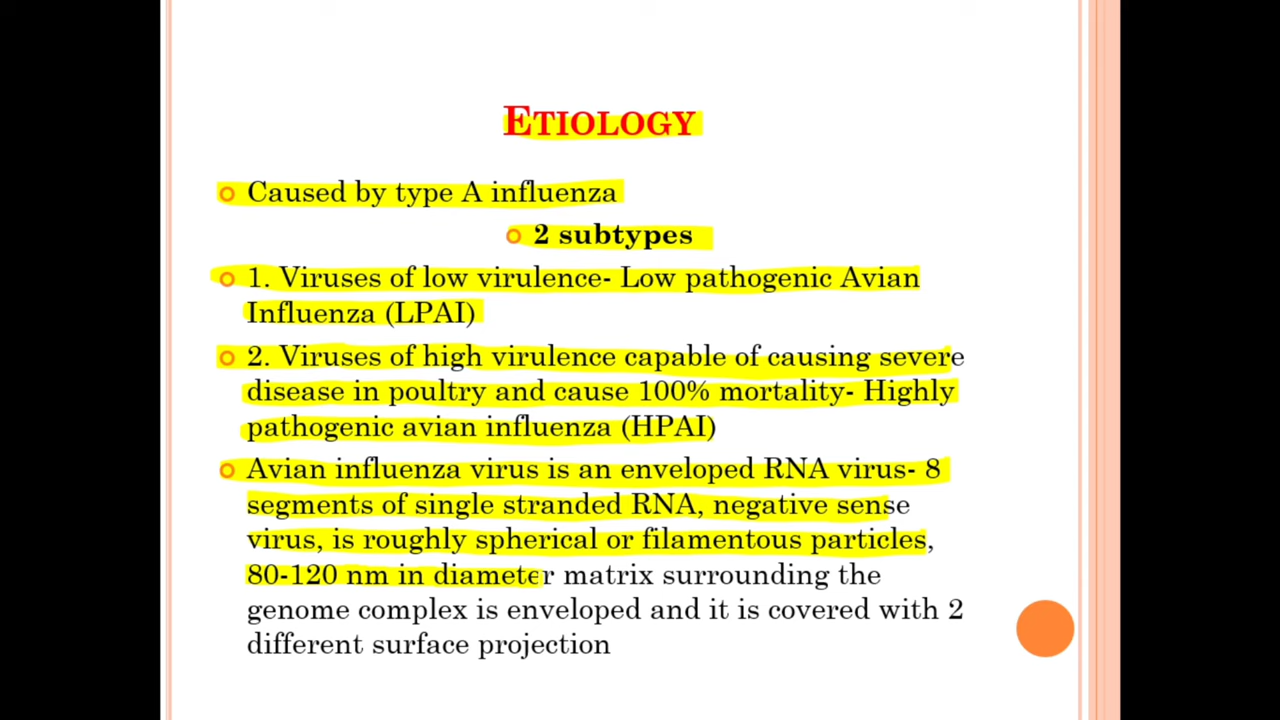 ETIOLOGY
Caused by type A influenza
2 subtypes
1. Viruses of low virulence- Low pathogenic Avian
Influenza (LPAI)
2. Viruses of high virulence capable of causing severe
disease in poultry and cause 100% mortality- Highly
pathogenic avian influenza (HPAI)
Avian influenza virus is an enveloped RNA virus- 8
segments of single stranded RNA, negative sense
virus, is roughly spherical or filamentous particles,
80-120 nm in diameter matrix surrounding the
genome complex is enveloped and it is covered with 2
different surface projection